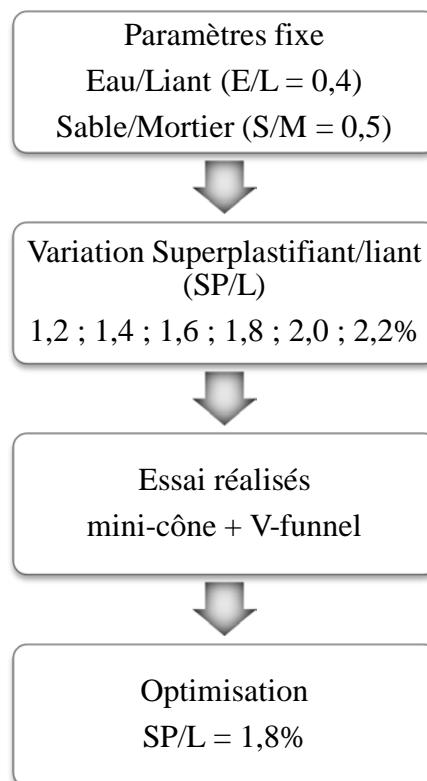 Paramètres fixe
Eau/Liant (E/L = 0,4)
Sable/Mortier (S/M = 0,5)
Variation Superplastifiant/liant
(SP/L)
1,2 ; 1,4 ; 1,6 ; 1,8 ; 2,0 ; 2,2%
Essai réalisés
mini-cône + V-funnel
Optimisation
SP/L = 1,8%